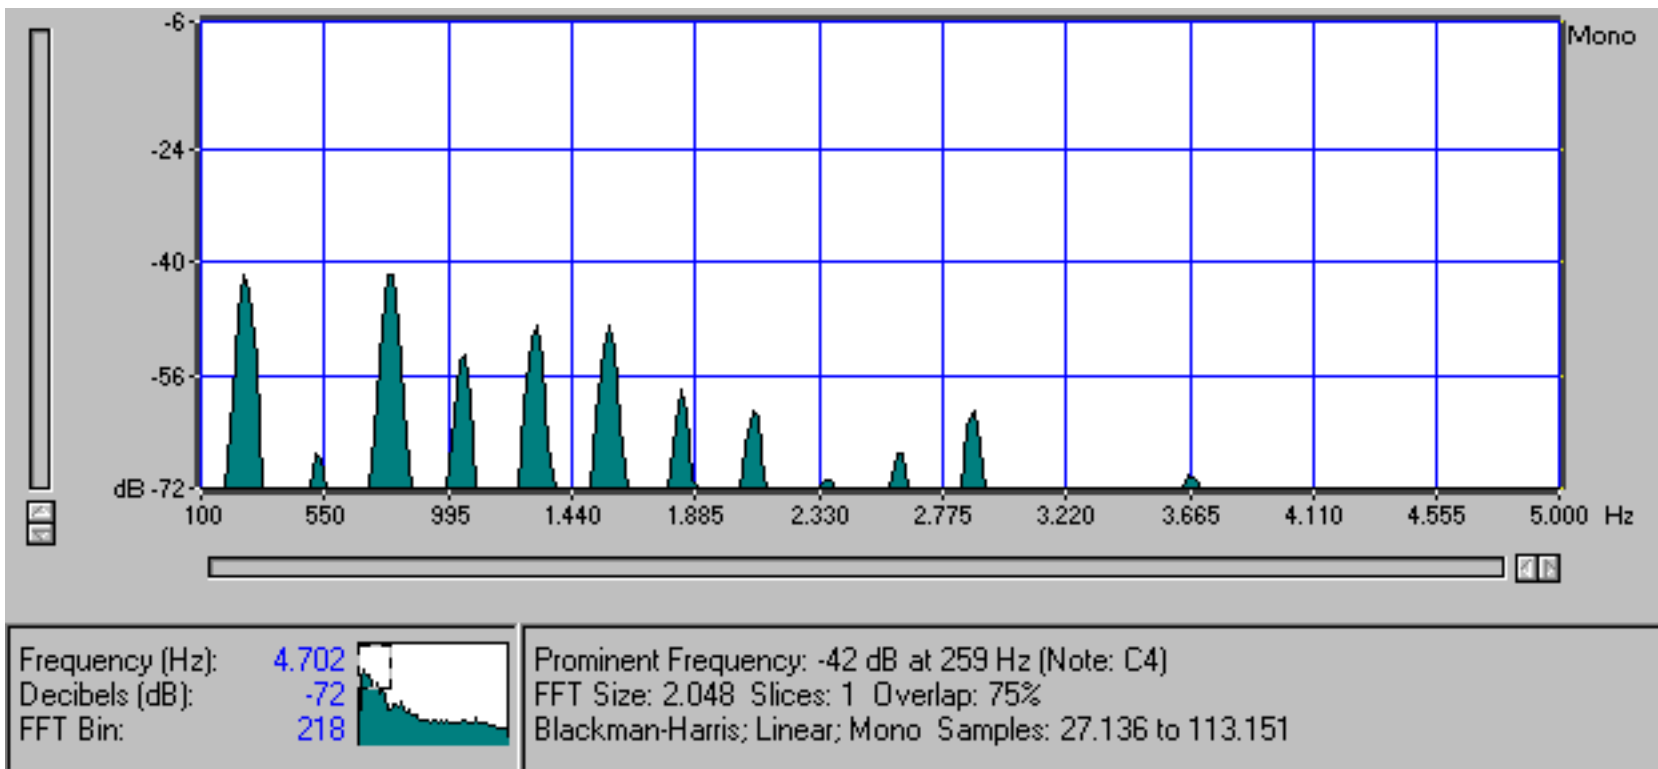 -6
Mono
-24
-40
-56
dB -72
100 550 995 1.440 1.885 2.330 2.775 3.220 3.665 4.110 4.555 5.000 Hz
Frequency (Hz): 4.702
Decibels (dB): -72
FFT Bin: 218
Prominent Frequency: -42 dB at 259 Hz (Note: C4)
FFT Size: 2.048 Slices: 1 Overlap: 75%
Blackman-Harris; Linear; Mono Samples: 27.136 to 113.151